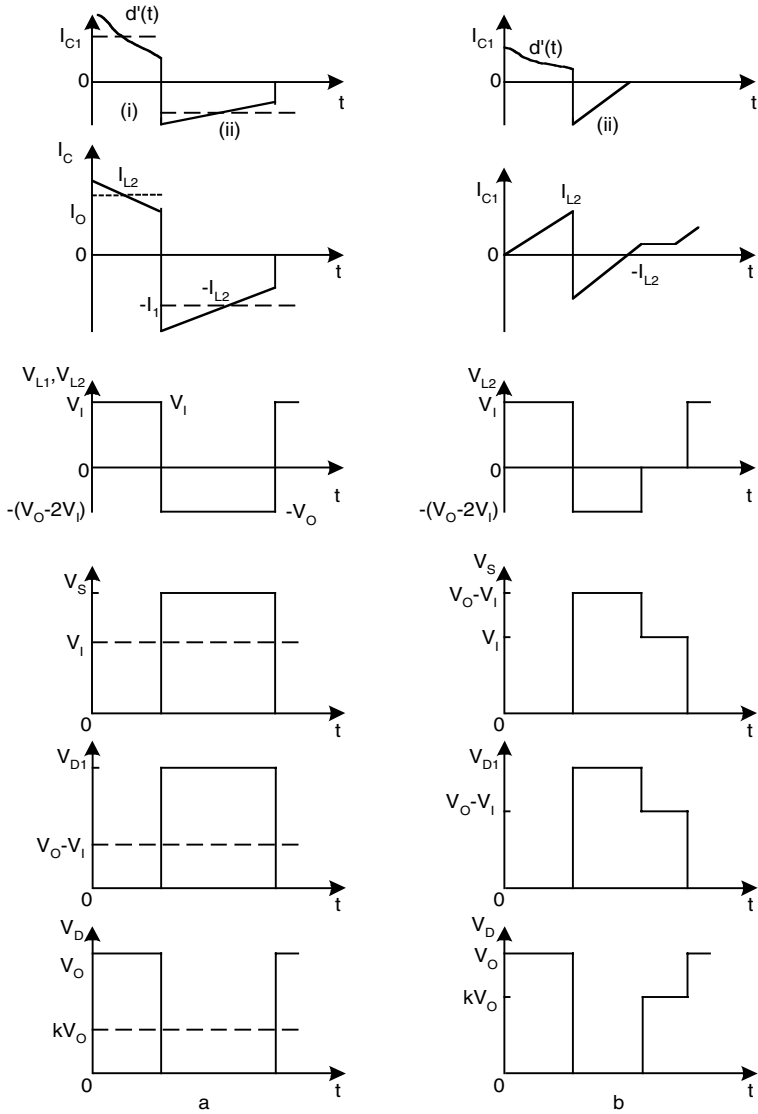 d'(t)
I_C1
0
t
(i)
(ii)
I_C
I_L2
I_O
0
t
-I_L2
-I_1
V_L1,V_L2
V_I
V_I
0
t
-(V_O-2V_I)
-V_O
V_S
V_I
0
t
V_D1
V_O-V_I
0
t
V_D
V_O
kV_O
0
t
a
d'(t)
I_C1
0
t
(ii)
I_C1
I_L2
0
t
-I_L2
V_L2
V_I
0
t
-(V_O-2V_I)
V_S
V_O-V_I
V_I
0
t
V_D1
V_O-V_I
0
t
V_D
V_O
kV_O
0
t
b